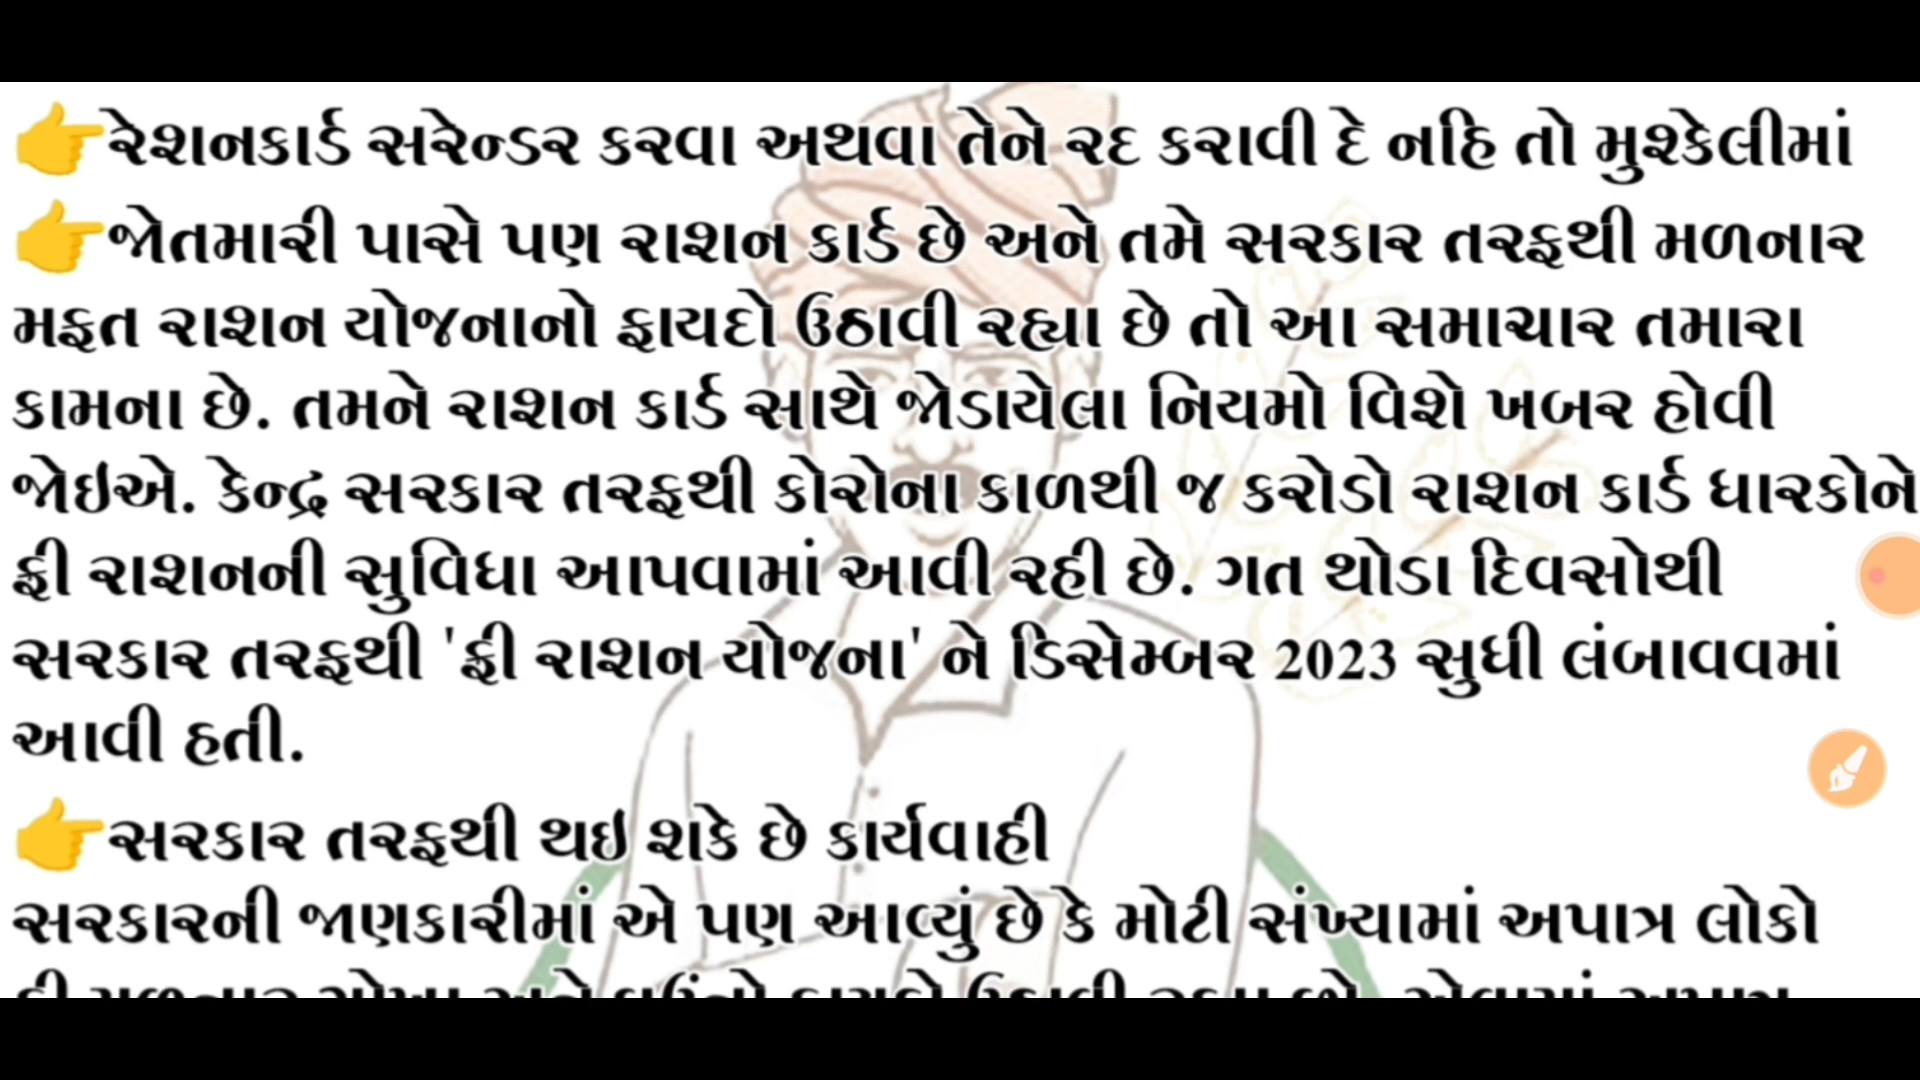 👉રેશનકાર્ડ સરેન્ડર કરવા અથવા તેને રદ કરાવી દે નહિ તો મુશ્કેલીમાં
👉જોતમારી પાસે પણ રાશન કાર્ડ છે અને તમે સરકાર તરફથી મળનાર
મફત રાશન યોજનાનો ફાયદો ઉઠાવી રહ્યા છે તો આ સમાચાર તમારા
કામના છે. તમને રાશન કાર્ડ સાથે જોડાયેલા નિયમો વિશે ખબર હોવી
જોઇએ. કેન્દ્ર સરકાર તરફથી કોરોના કાળથી જ કરોડો રાશન કાર્ડ ધારકોને
ફ્રી રાશનની સુવિધા આપવામાં આવી રહી છે. ગત થોડા દિવસોથી
સરકાર તરફથી 'ફ્રી રાશન યોજના' ને ડિસેમ્બર 2023 સુધી લંબાવવમાં
આવી હતી.
👉સરકાર તરફથી થઇ શકે છે કાર્યવાહી
સરકારની જાણકારીમાં એ પણ આવ્યું છે કે મોટી સંખ્યામાં અપાત્ર લોકો